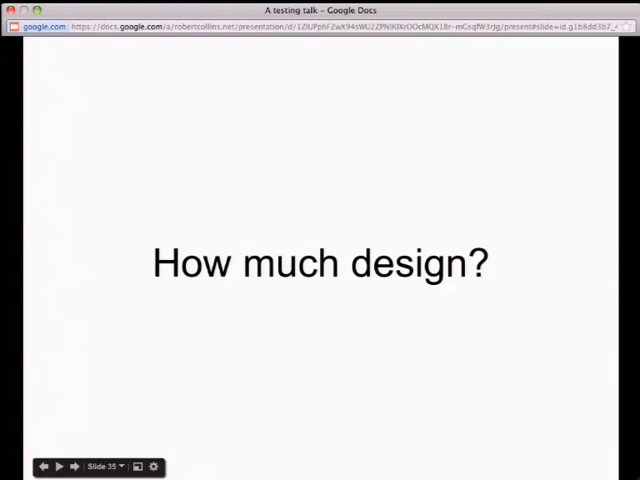 A testing talk – Google Docs
google.com
How much design?
Slide 35